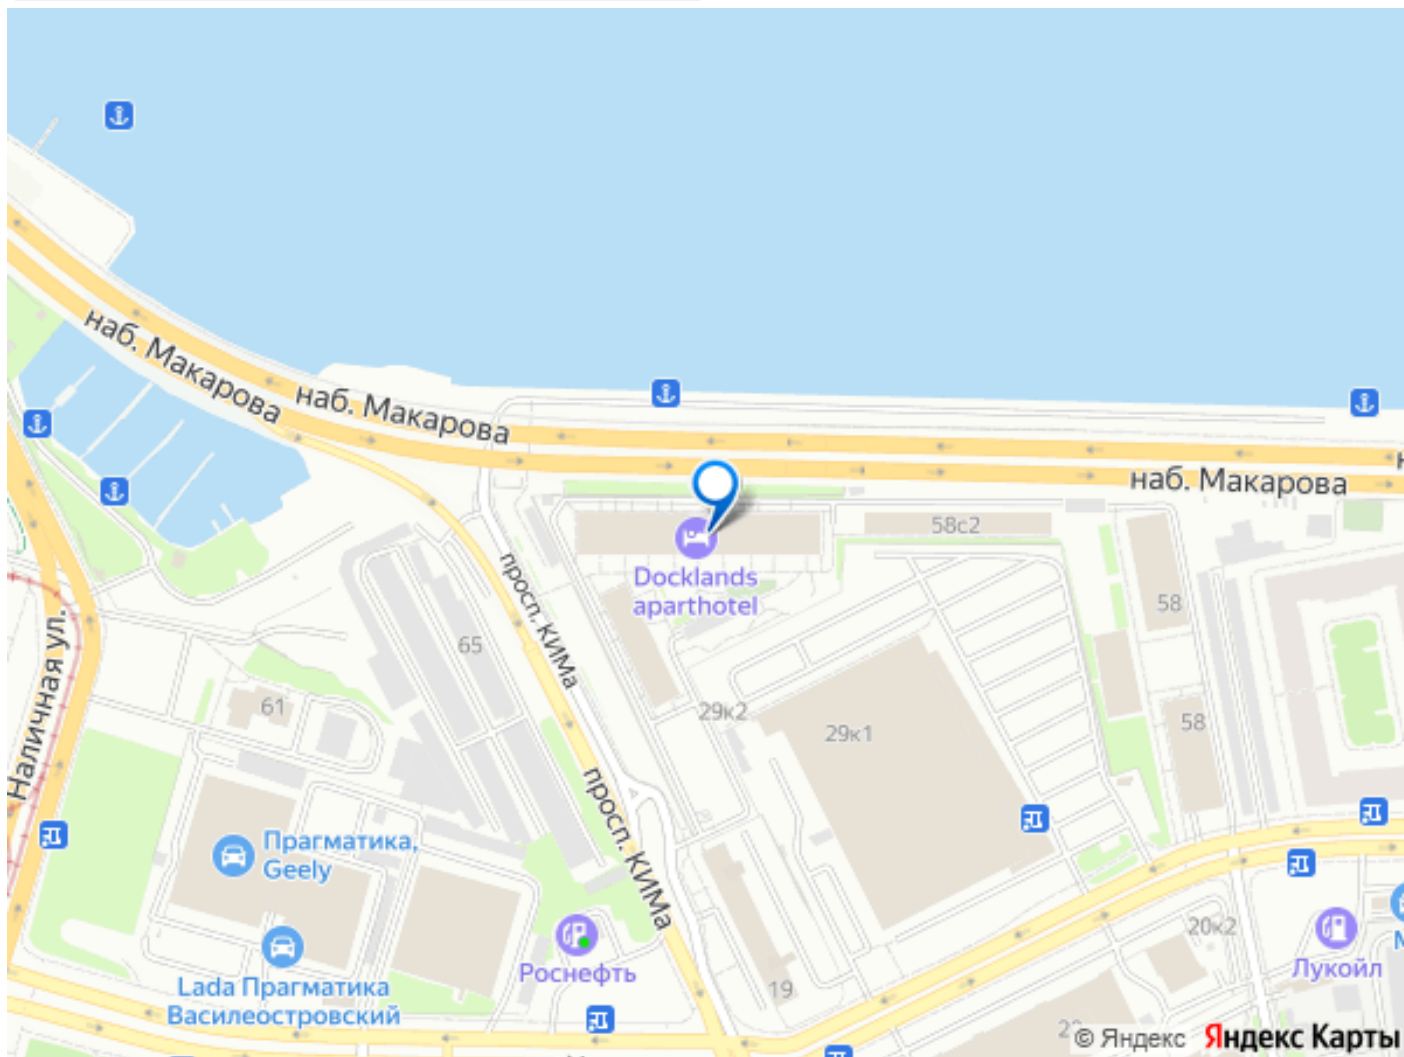 наб. Макарова
наб. Макарова
наб. Макарова
58с2
Docklands
aparthotel
просп. КИМа
58
65
Наличная ул.
61
29к2
29к1
58
просп. КИМа
Прагматика,
Geely
20к2
Роснефть
Лукойл
Lada Прагматика
Василеостровский
19
© Яндекс Яндекс Карты